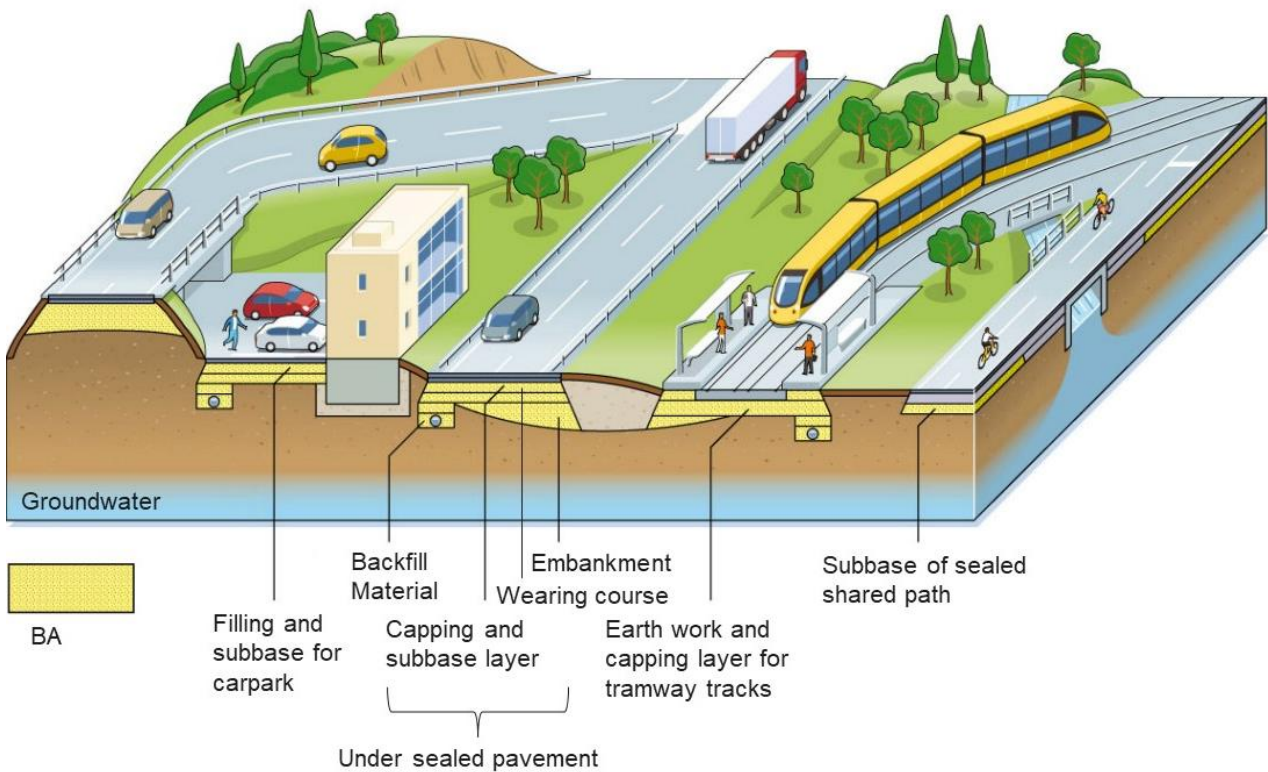 Groundwater
BA
Filling and
subbase for
carpark
Backfill
Material
Capping and
subbase layer
Wearing course
Embankment
Under sealed pavement
Earth work and
capping layer for
tramway tracks
Subbase of sealed
shared path